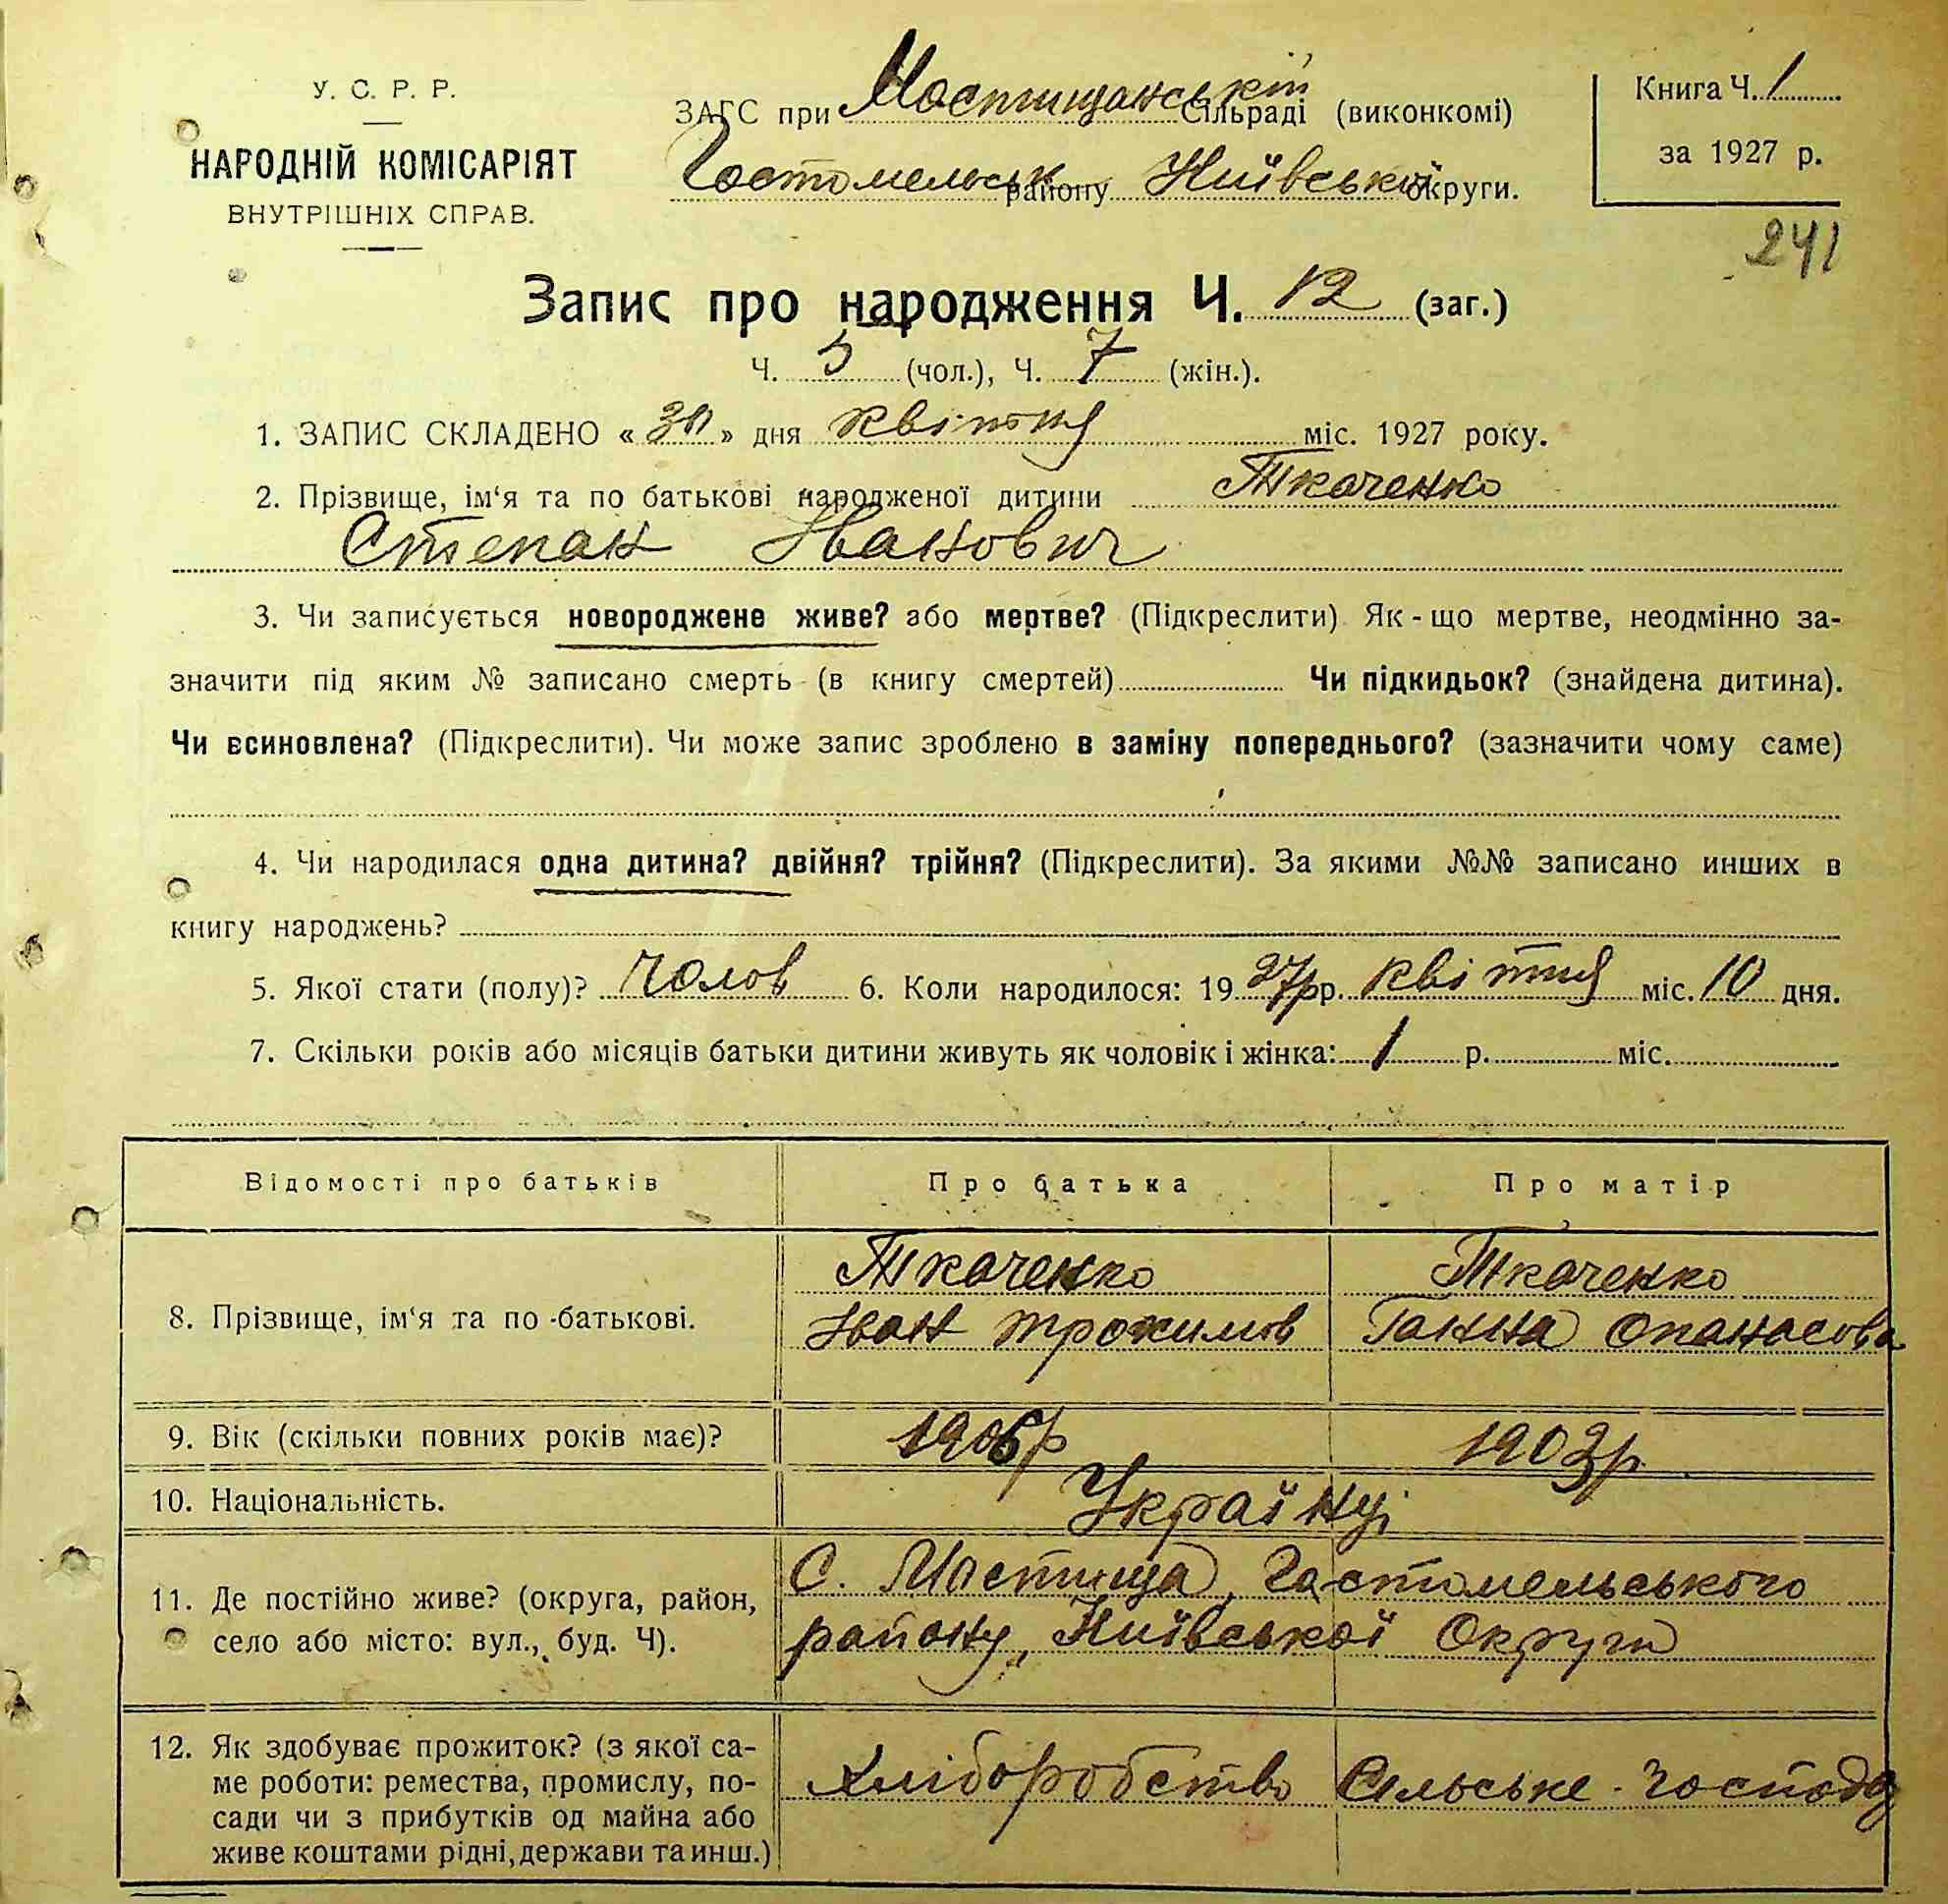 У. С. Р. Р.
НАРОДНІЙ КОМІСАРІЯТ
ВНУТРІШНІХ СПРАВ.
ЗАГС при Мостищанській Сільраді (виконкомі)
Гостомельськ району Київської округи.
Книга Ч. 1
за 1927 р.
241
Запис про народження Ч. 12 (заг.)
Ч. 5 (чол.), Ч. 7 (жін.).
1. ЗАПИС СКЛАДЕНО « 30 » дня квітня міс. 1927 року.
2. Прізвище, ім‘я та по батькові народженої дитини Ткаченко
Степан Іванович
3. Чи записується новороджене живе? або мертве? (Підкреслити) Як-що мертве, неодмінно за-
значити під яким № записано смерть (в книгу смертей) Чи підкидьок? (знайдена дитина).
Чи всиновлена? (Підкреслити). Чи може запис зроблено в заміну попереднього? (зазначити чому саме)
4. Чи народилася одна дитина? двійня? трійня? (Підкреслити). За якими №№ записано инших в
книгу народжень?
5. Якої стати (полу)? Чолов 6. Коли народилося: 19 27р р. квітня міс. 10 дня.
7. Скільки років або місяців батьки дитини живуть як чоловік і жінка: 1 р. міс.
Відомості про батьків Про батька Про матір
8. Прізвище, ім‘я та по-батькові.
Ткаченко
Іван Трохимов
Ткаченко
Ганна Опанасова
9. Вік (скільки повних років має)? 1903р
10. Національність. Українці
11. Де постійно живе? (округа, район,
село або місто: вул., буд. Ч).
С. Мостища, Гостомельського
району, Київської Округи
12. Як здобуває прожиток? (з якої са-
ме роботи: ремества, промислу, по-
сади чи з прибутків од майна або
живе коштами рідні, держави та инш.)
Хліборобство Сільське-господ